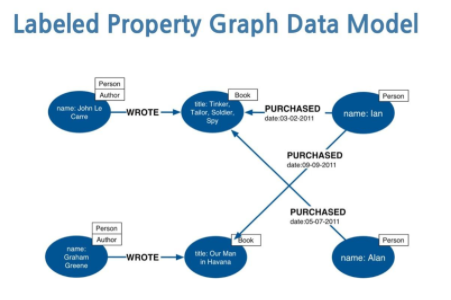 Labeled Property Graph Data Model
Person
Author
name: John Le
Carre
WROTE
Book
title: Tinker,
Tailor, Soldier,
Spy
PURCHASED
date:03-02-2011
Person
name: Ian
PURCHASED
date:09-09-2011
PURCHASED
date:05-07-2011
Person
Author
name:
Graham
Greene
WROTE
Book
title: Our Man
in Havana
Person
name: Alan